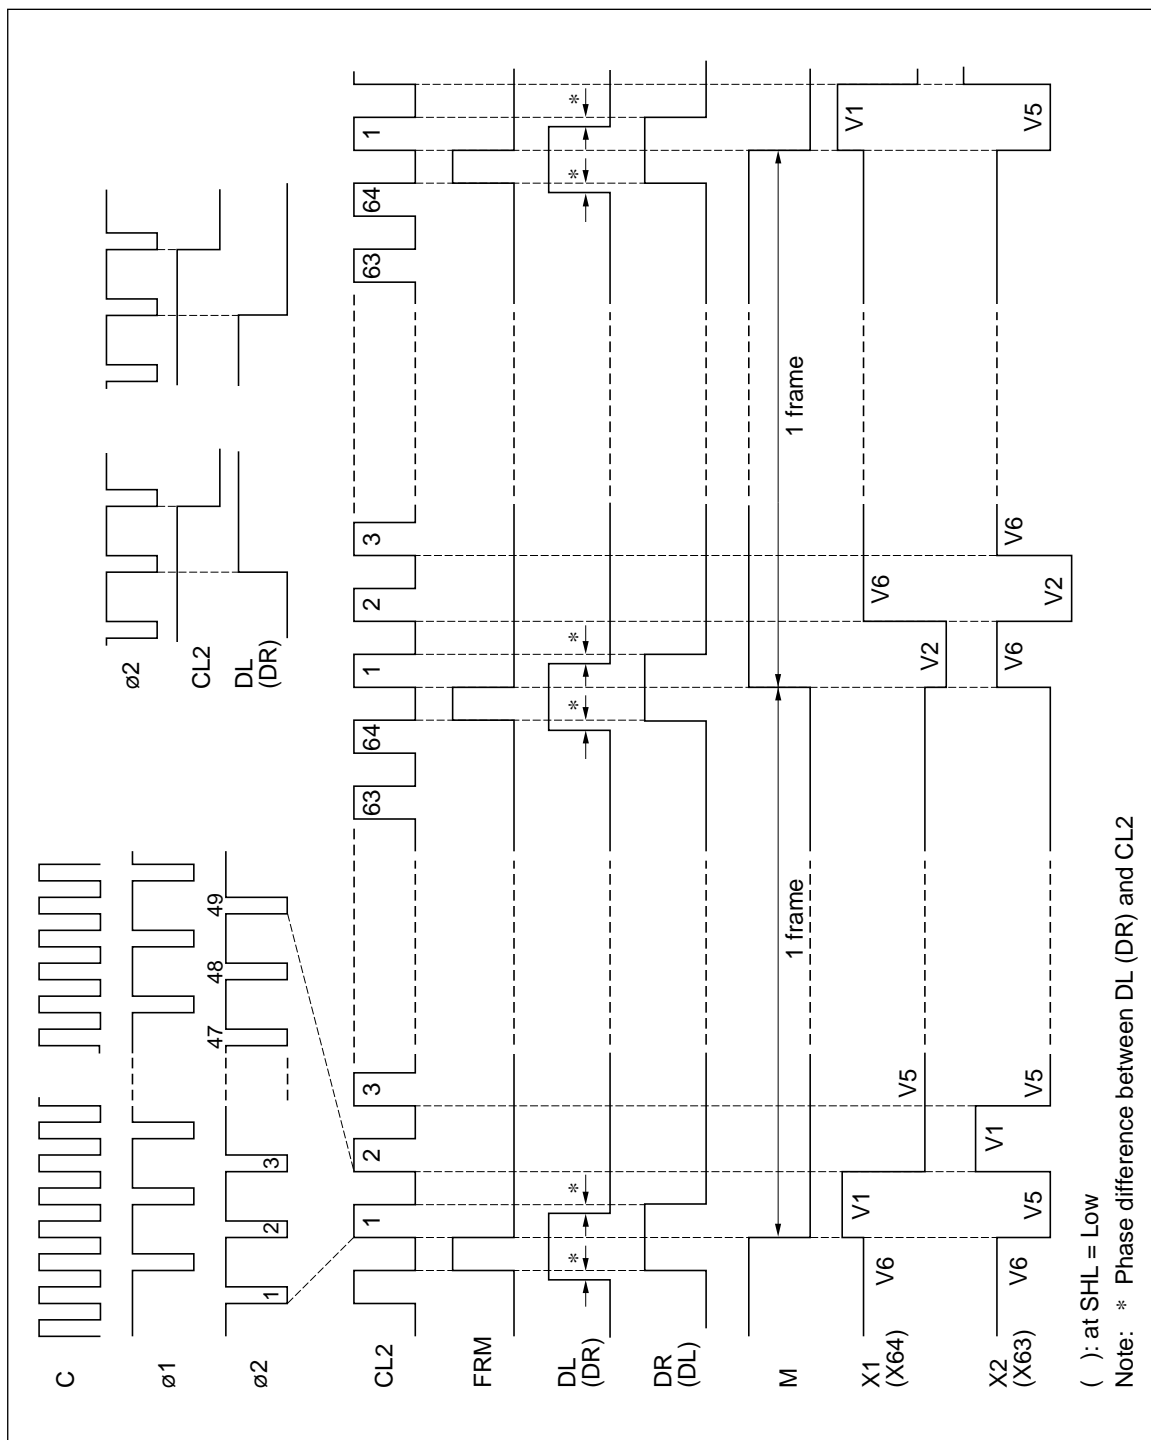 C
ø1
ø2
1 2 3 47 48 49
ø2
CL2
DL
(DR)
CL2
1 2 3 63 64 1 2 3 63 64 1
FRM
DL
(DR)
* * * * * *
DR
(DL)
M
1 frame 1 frame
X1
(X64)
V6 V1 V5 V2 V6 V1
X2
(X63)
V6 V5 V1 V5 V6 V2 V6 V5
( ): at SHL = Low
Note: * Phase difference between DL (DR) and CL2